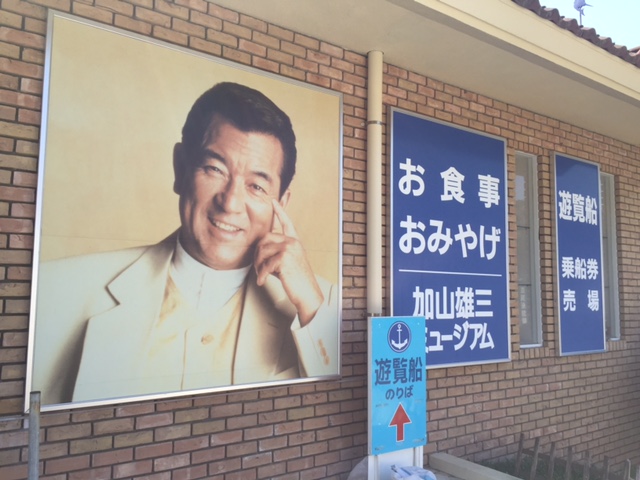 お食事
おみやげ
加山雄三
ミュージアム
遊覧船
乗船券
売場
遊覧船
のりば